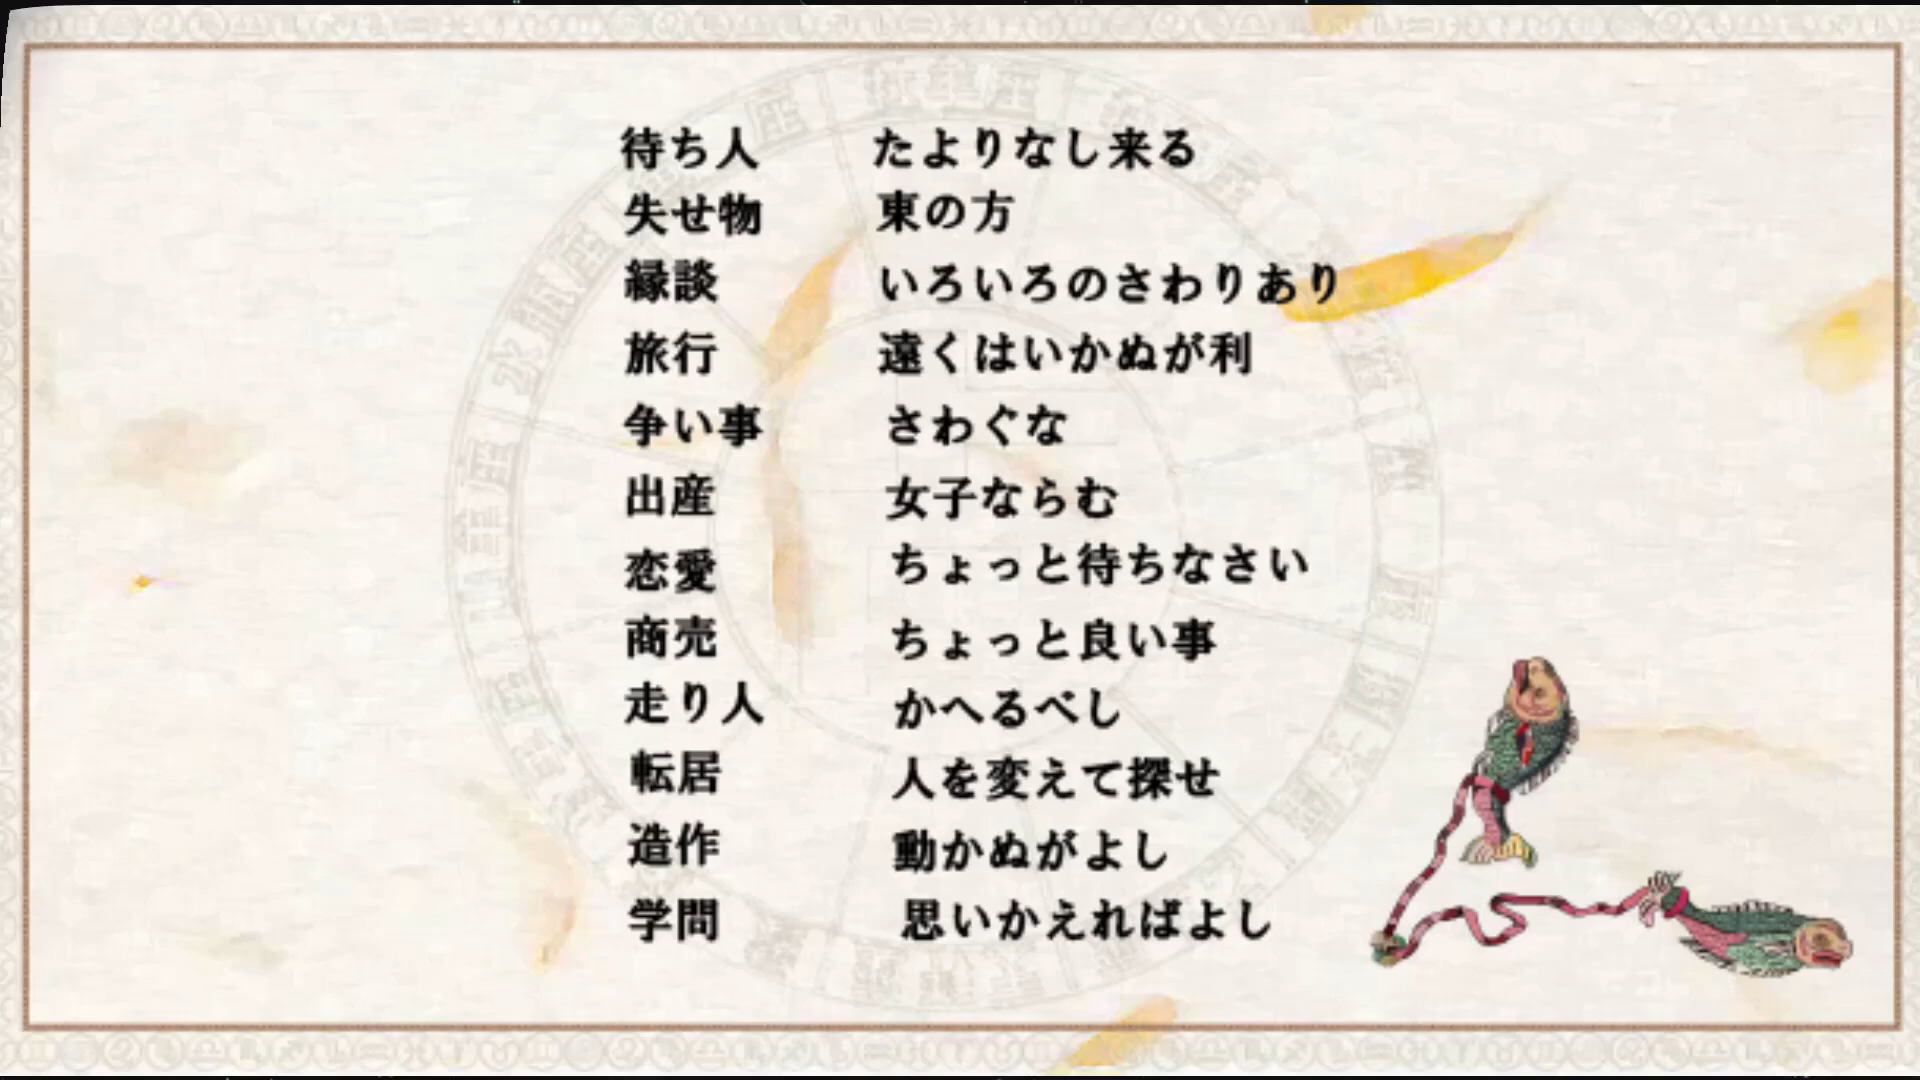 待ち人 たよりなし来る
失せ物 東の方
縁談 いろいろのさわりあり
旅行 遠くはいかぬが利
争い事 さわぐな
出産 女子ならむ
恋愛 ちょっと待ちなさい
商売 ちょっと良い事
走り人 かへるべし
転居 人を変えて探せ
造作 動かぬがよし
学問 思いかえればよし